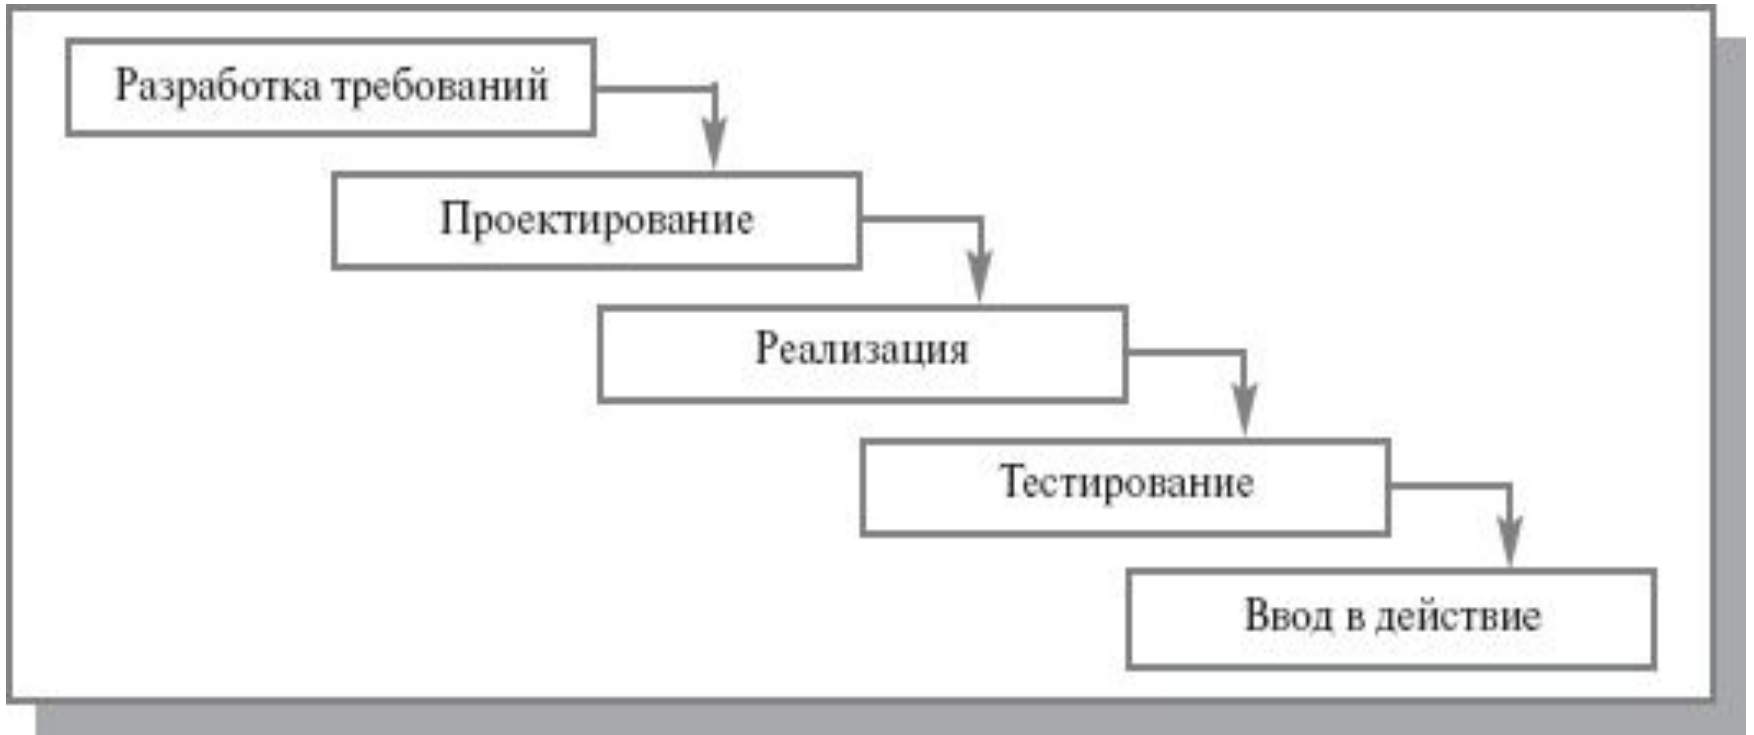 Разработка требований
Проектирование
Реализация
Тестирование
Ввод в действие